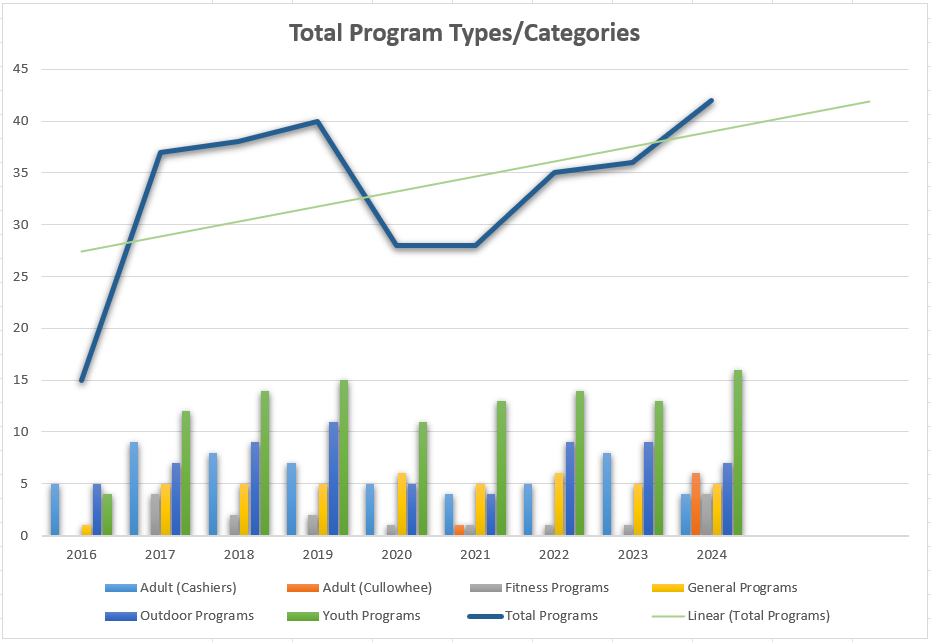 Total Program Types/Categories
45
40
35
30
25
20
15
10
5
0
2016 2017 2018 2019 2020 2021 2022 2023 2024
Adult (Cashiers) Adult (Cullowhee) Fitness Programs General Programs
Outdoor Programs Youth Programs Total Programs Linear (Total Programs)